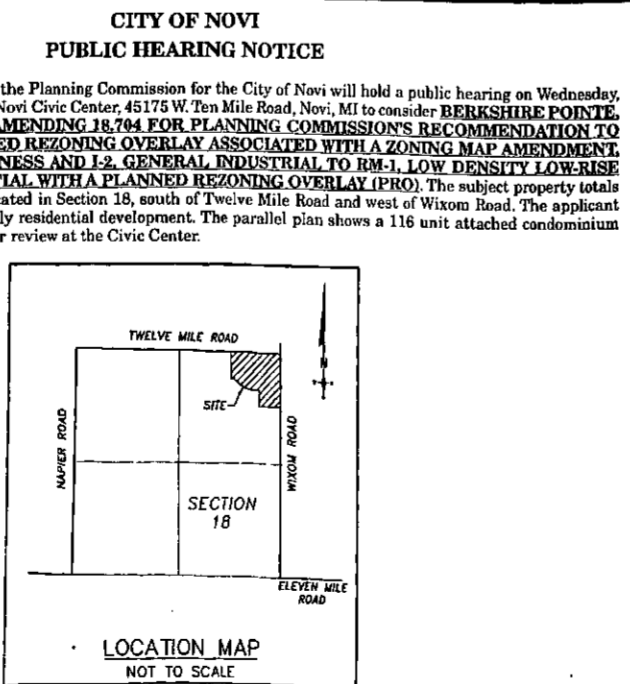 CITY OF NOVI
PUBLIC HEARING NOTICE
the Planning Commission for the City of Novi will hold a public hearing on Wednesday,
Novi Civic Center, 45175 W. Ten Mile Road, Novi, MI to consider BERKSHIRE POINTE,
AMENDING 18.704 FOR PLANNING COMMISSION'S RECOMMENDATION TO
ED REZONING OVERLAY ASSOCIATED WITH A ZONING MAP AMENDMENT,
NESS AND I-2, GENERAL INDUSTRIAL TO RM-1, LOW DENSITY LOW-RISE
TIAL WITH A PLANNED REZONING OVERLAY (PRO). The subject property totals
ated in Section 18, south of Twelve Mile Road and west of Wixom Road. The applicant
ly residential development. The parallel plan shows a 116 unit attached condominium
r review at the Civic Center.
TWELVE MILE ROAD
N
SITE
NAPIER ROAD
WIXOM ROAD
SECTION
18
ELEVEN MILE
ROAD
LOCATION MAP
NOT TO SCALE